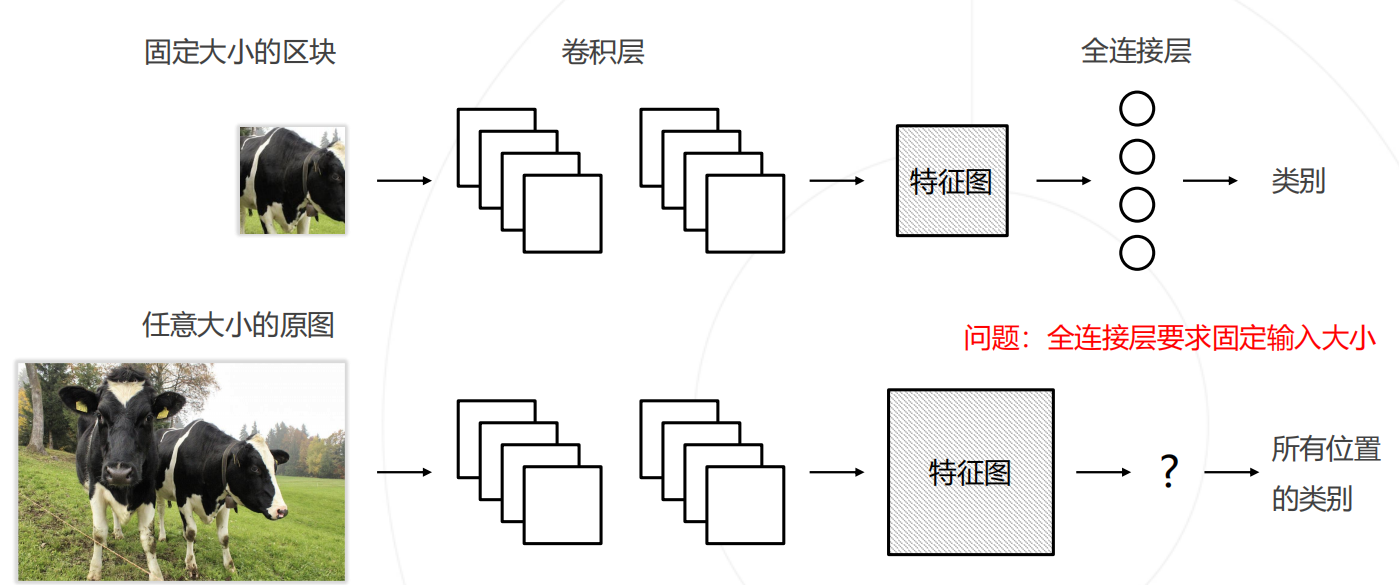 固定大小的区块
卷积层
全连接层
特征图
类别
任意大小的原图
问题：全连接层要求固定输入大小
特征图
?
所有位置
的类别